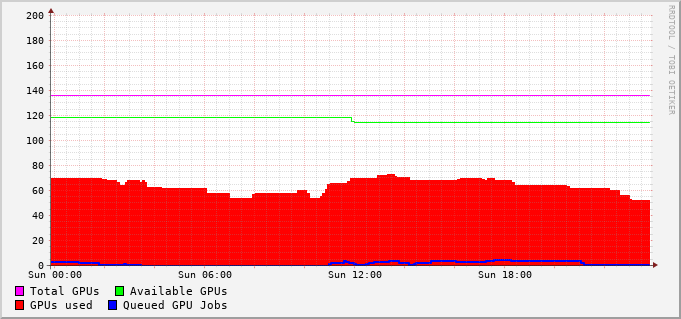 200
180
160
140
120
100
80
60
40
20
0
Sun 00:00 Sun 06:00 Sun 12:00 Sun 18:00
Total GPUs Available GPUs
GPUs used Queued GPU Jobs
RRDTOOL / TOBI OETIKER